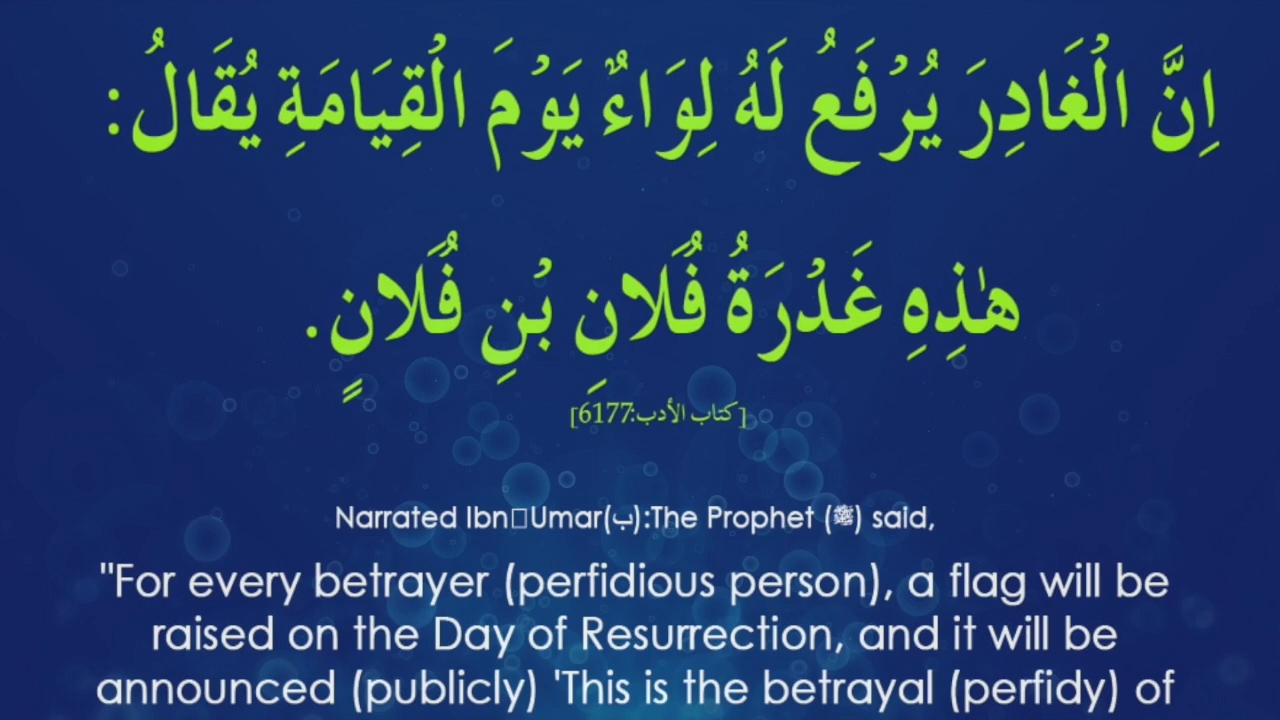 اِنَّ الْغَادِرَ يُرْفَعُ لَهُ لِوَاءٌ يَوْمَ الْقِيَامَةِ يُقَالُ:
هٰذِهِ غَدْرَةُ فُلَانِ بْنِ فُلَانٍ.
[كتاب الأدب:6177]
Narrated Ibn□Umar(ب):The Prophet (ﷺ) said,
"For every betrayer (perfidious person), a flag will be
raised on the Day of Resurrection, and it will be
announced (publicly) 'This is the betrayal (perfidy) of